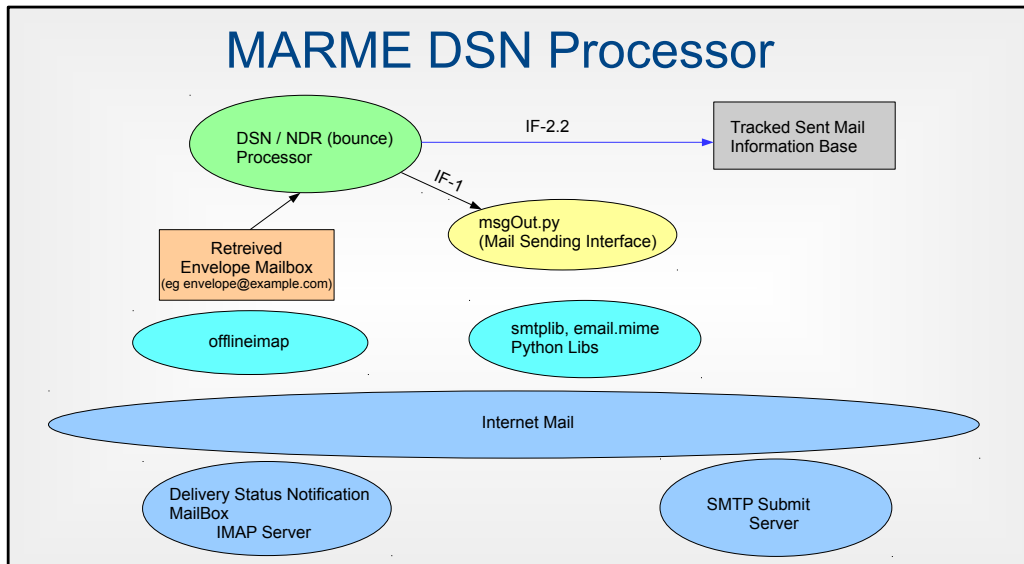 MARME DSN Processor
DSN / NDR (bounce)
Processor
IF-2.2
Tracked Sent Mail
Information Base
IF-1
msgOut.py
(Mail Sending Interface)
Retreived
Envelope Mailbox
(eg envelope@example.com)
offlineimap
smtplib, email.mime
Python Libs
Internet Mail
Delivery Status Notification
MailBox
IMAP Server
SMTP Submit
Server